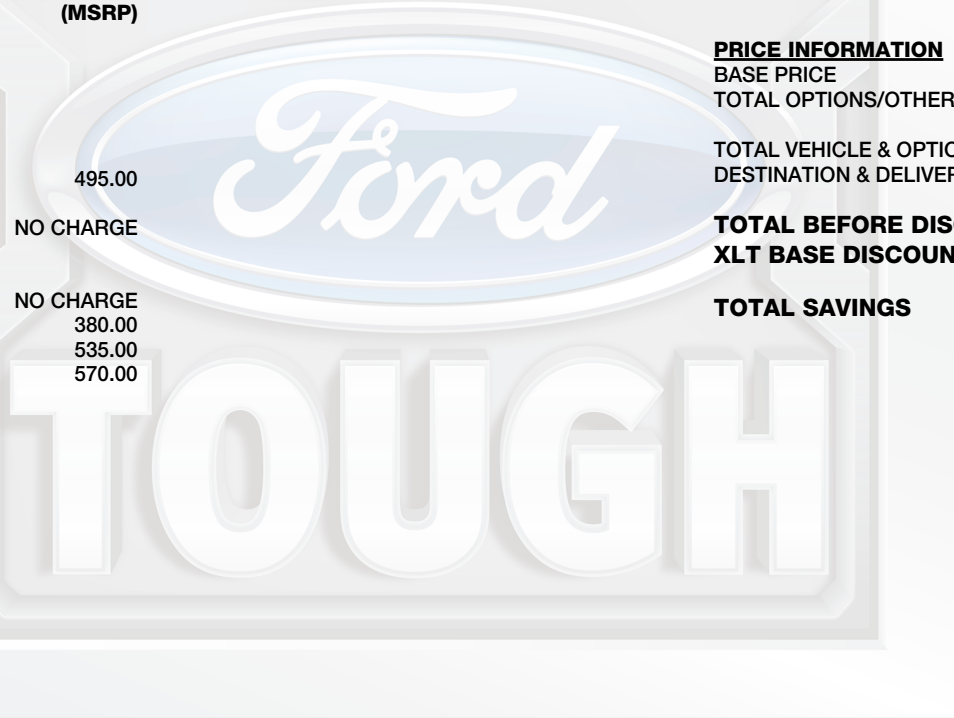 (MSRP)
495.00
NO CHARGE
NO CHARGE
380.00
535.00
570.00
PRICE INFORMATION
BASE PRICE
TOTAL OPTIONS/OTHER
TOTAL VEHICLE & OPTIO
DESTINATION & DELIVER
TOTAL BEFORE DIS
XLT BASE DISCOUN
TOTAL SAVINGS
Ford
TOUGH